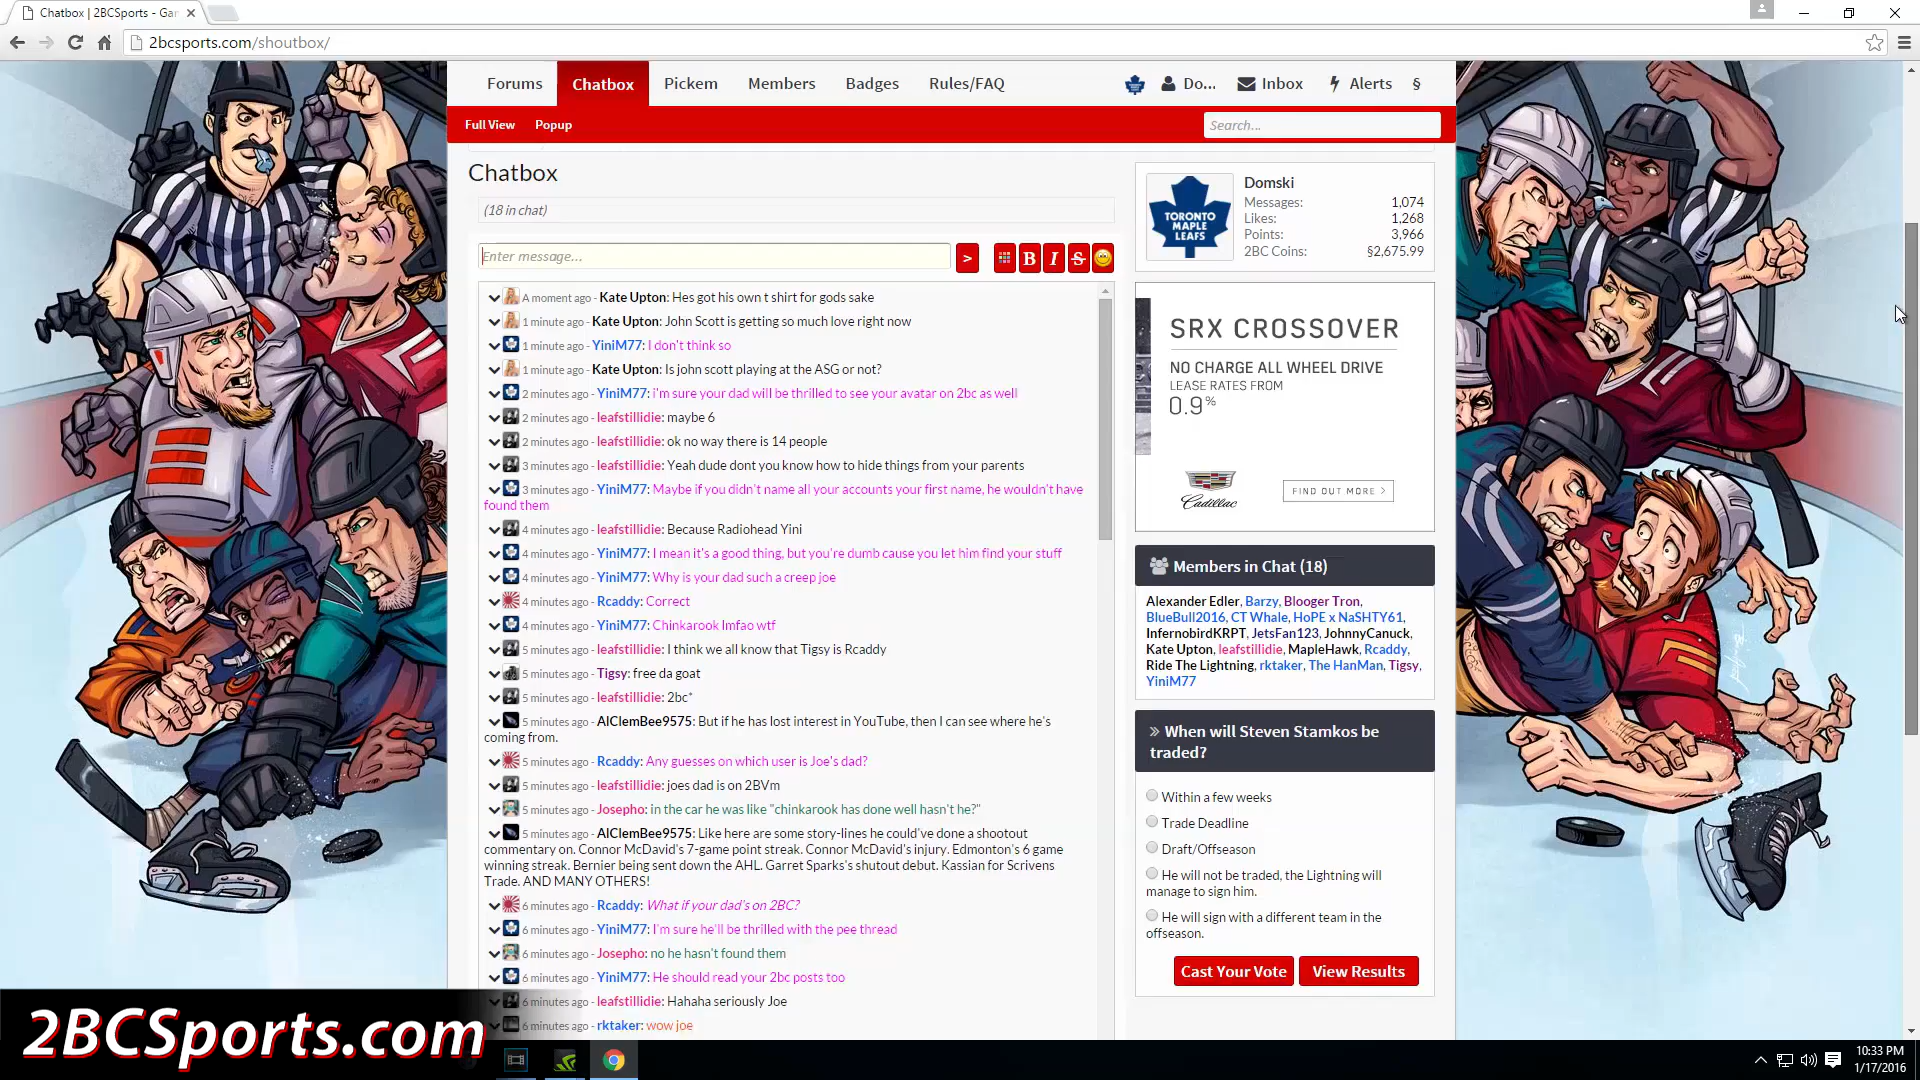 Chatbox | 2BCSports - Gar
2bcsports.com/shoutbox/
Forums Chatbox Pickem Members Badges Rules/FAQ Do... Inbox Alerts §
Full View Popup Search...
Chatbox
(18 in chat)
Enter message...
> B I S
A moment ago - Kate Upton: Hes got his own t shirt for gods sake
1 minute ago - Kate Upton: John Scott is getting so much love right now
1 minute ago - YiniM77: I don't think so
1 minute ago - Kate Upton: Is john scott playing at the ASG or not?
2 minutes ago - YiniM77: i'm sure your dad will be thrilled to see your avatar on 2bc as well
2 minutes ago - leafstillidie: maybe 6
2 minutes ago - leafstillidie: ok no way there is 14 people
3 minutes ago - leafstillidie: Yeah dude dont you know how to hide things from your parents
3 minutes ago - YiniM77: Maybe if you didn't name all your accounts your first name, he wouldn't have
found them
4 minutes ago - leafstillidie: Because Radiohead Yini
4 minutes ago - YiniM77: I mean it's a good thing, but you're dumb cause you let him find your stuff
4 minutes ago - YiniM77: Why is your dad such a creep joe
4 minutes ago - Rcaddy: Correct
4 minutes ago - YiniM77: Chinkarook lmfao wtf
5 minutes ago - leafstillidie: I think we all know that Tigsy is Rcaddy
5 minutes ago - Tigsy: free da goat
5 minutes ago - leafstillidie: 2bc*
5 minutes ago - AlClemBee9575: But if he has lost interest in YouTube, then I can see where he's
coming from.
5 minutes ago - Rcaddy: Any guesses on which user is Joe's dad?
5 minutes ago - leafstillidie: joes dad is on 2BVm
5 minutes ago - Josepho: in the car he was like "chinkarook has done well hasn't he?"
5 minutes ago - AlClemBee9575: Like here are some story-lines he could've done a shootout
commentary on. Connor McDavid's 7-game point streak. Connor McDavid's injury. Edmonton's 6 game
winning streak. Bernier being sent down the AHL. Garret Sparks's shutout debut. Kassian for Scrivens
Trade. AND MANY OTHERS!
6 minutes ago - Rcaddy: What if your dad's on 2BC?
6 minutes ago - YiniM77: I'm sure he'll be thrilled with the pee thread
6 minutes ago - Josepho: no he hasn't found them
6 minutes ago - YiniM77: He should read your 2bc posts too
6 minutes ago - leafstillidie: Hahaha seriously Joe
6 minutes ago - rktaker: wow joe
TORONTO
MAPLE
LEAFS
Domski
Messages: 1,074
Likes: 1,268
Points: 3,966
2BC Coins: §2,675.99
SRX CROSSOVER
NO CHARGE ALL WHEEL DRIVE
LEASE RATES FROM
0.9%
Cadillac
FIND OUT MORE >
Members in Chat (18)
Alexander Edler, Barzy, Blooger Tron,
BlueBull2016, CT Whale, HoPE x NaSHTY61,
InfernobirdKRPT, JetsFan123, JohnnyCanuck,
Kate Upton, leafstillidie, MapleHawk, Rcaddy,
Ride The Lightning, rktaker, The HanMan, Tigsy,
YiniM77
» When will Steven Stamkos be
traded?
Within a few weeks
Trade Deadline
Draft/Offseason
He will not be traded, the Lightning will
manage to sign him.
He will sign with a different team in the
offseason.
Cast Your Vote View Results
2BCSports.com
10:33 PM
1/17/2016